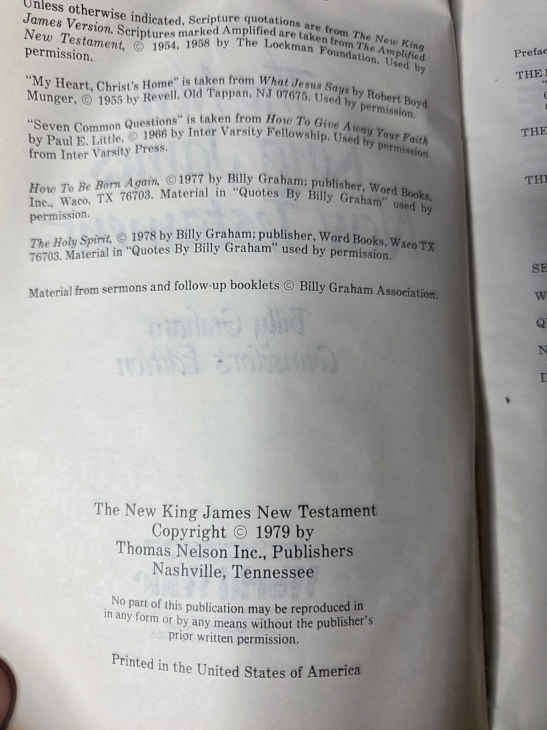 Unless otherwise indicated, Scripture quotations are from The New King
James Version. Scriptures marked Amplified are taken from The Amplified
New Testament, © 1954, 1958 by The Lockman Foundation. Used by
permission.
"My Heart, Christ's Home" is taken from What Jesus Says by Robert Boyd
Munger, © 1955 by Revell, Old Tappan, NJ 07675. Used by permission.
"Seven Common Questions" is taken from How To Give Away Your Faith
by Paul E. Little, © 1966 by Inter Varsity Fellowship. Used by permission
from Inter Varsity Press.
How To Be Born Again, ©1977 by Billy Graham; publisher, Word Books,
Inc., Waco, TX 76703. Material in "Quotes By Billy Graham" used by
permission.
The Holy Spirit, © 1978 by Billy Graham; publisher, Word Books, Waco TX
76703. Material in "Quotes By Billy Graham" used by permission.
Material from sermons and follow-up booklets © Billy Graham Association.
The New King James New Testament
Copyright © 1979 by
Thomas Nelson Inc., Publishers
Nashville, Tennessee
No part of this publication may be reproduced in
in any form or by any means without the publisher's
prior written permission.
Printed in the United States of America
Prefac
THE
THE
TH
SE
W
Q
N